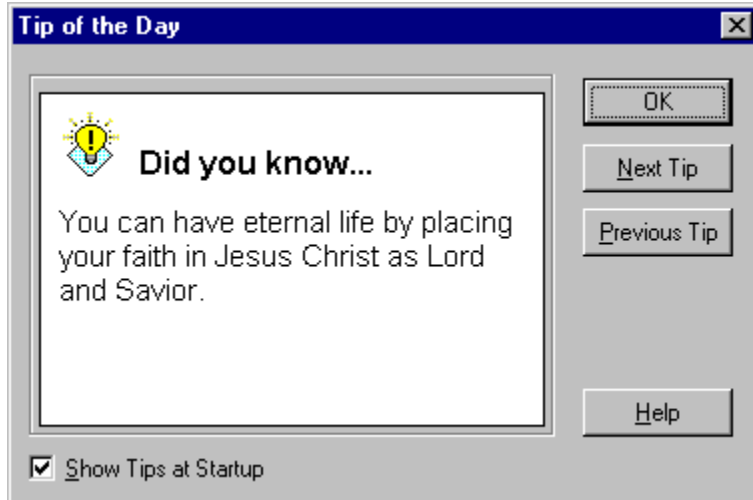 Tip of the Day
Did you know...
You can have eternal life by placing
your faith in Jesus Christ as Lord
and Savior.
OK
Next Tip
Previous Tip
Help
Show Tips at Startup